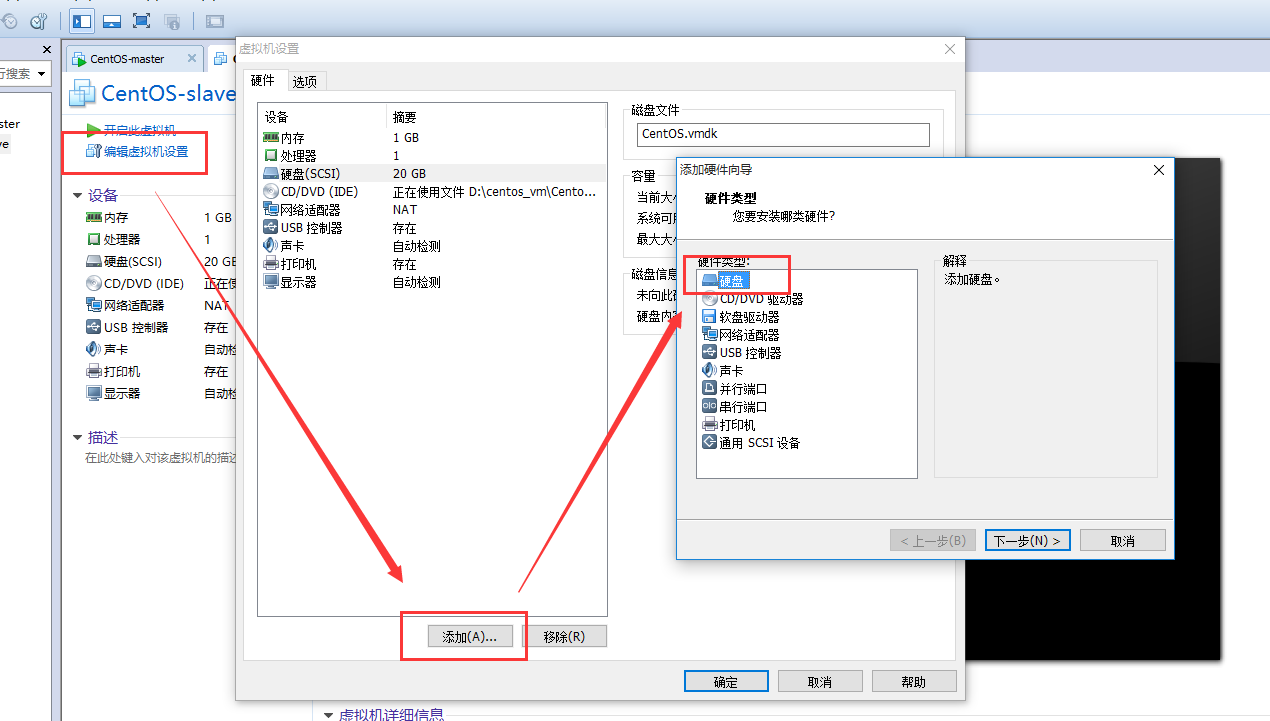 CentOS-master
行搜索
ster
ve
CentOS-slave
开启此虚拟机
编辑虚拟机设置
设备
内存 1 GB
处理器 1
硬盘(SCSI) 20 GB
CD/DVD (IDE) 正在使
网络适配器 NAT
USB 控制器 存在
声卡 自动检
打印机 存在
显示器 自动检
描述
在此处键入对该虚拟机的描述
虚拟机详细信息
虚拟机设置
硬件 选项
设备 摘要
内存 1 GB
处理器 1
硬盘(SCSI) 20 GB
CD/DVD (IDE) 正在使用文件 D:\centos_vm\Cento...
网络适配器 NAT
USB 控制器 存在
声卡 自动检测
打印机 存在
显示器 自动检测
添加(A)... 移除(R)
磁盘文件
CentOS.vmdk
容量
当前大小
系统可用
最大大小
磁盘信息
未向此硬
硬盘内容
确定 取消 帮助
添加硬件向导
硬件类型
您要安装哪类硬件?
硬件类型:
硬盘
CD/DVD 驱动器
软盘驱动器
网络适配器
USB 控制器
声卡
并行端口
串行端口
打印机
通用 SCSI 设备
解释
添加硬盘。
< 上一步(B) 下一步(N) > 取消